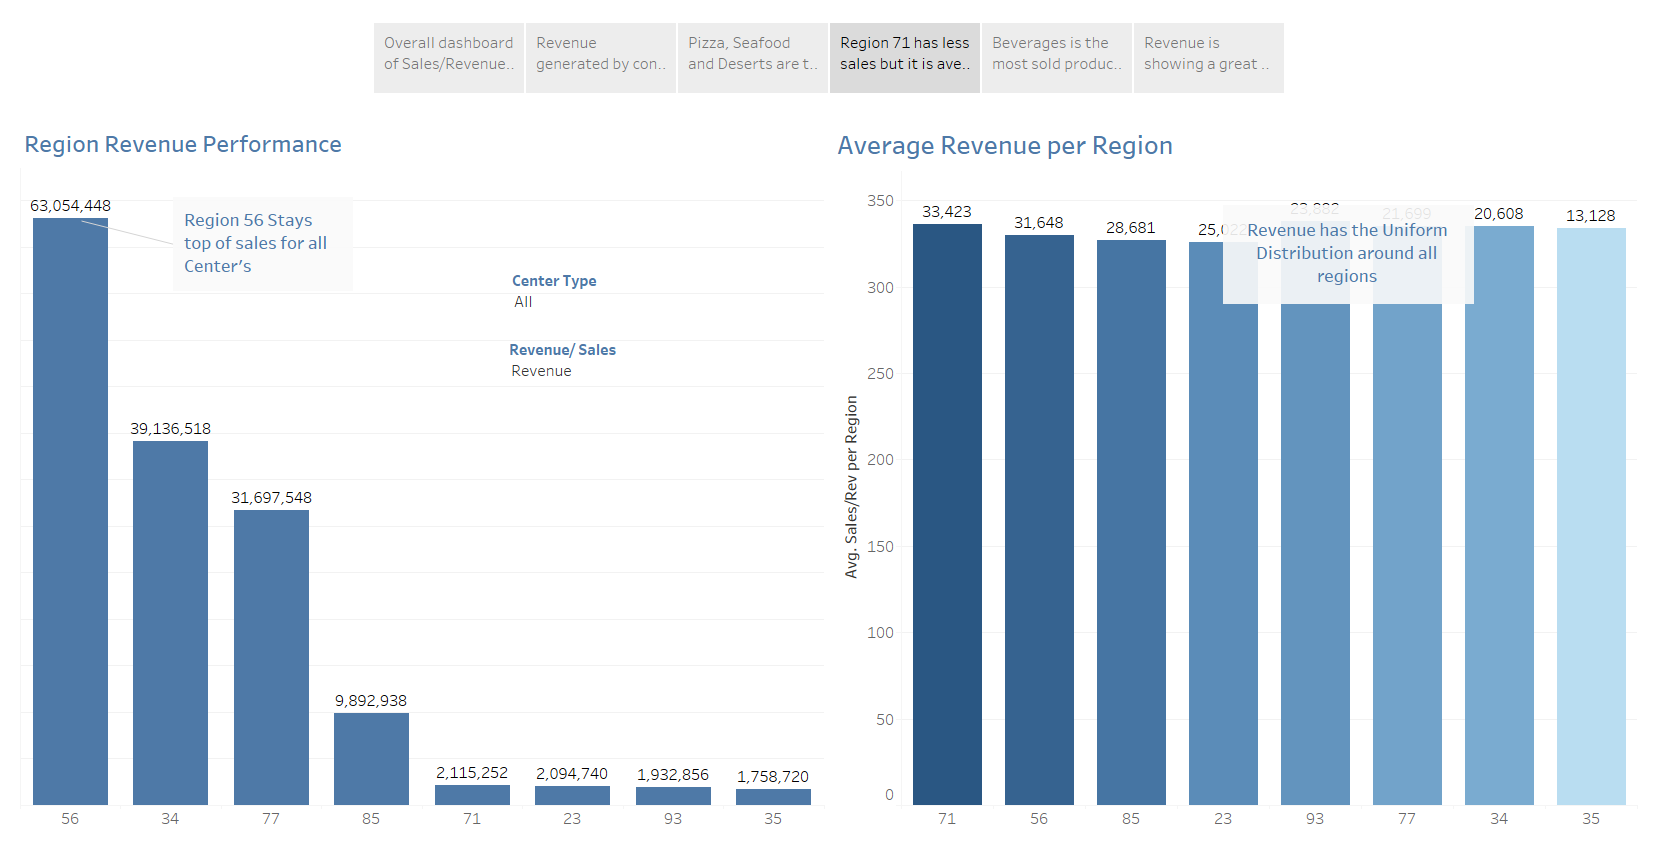 Overall dashboard
of Sales/Revenue..
Revenue
generated by con..
Pizza, Seafood
and Deserts are t..
Region 71 has less
sales but it is ave..
Beverages is the
most sold produc..
Revenue is
showing a great ..
Region Revenue Performance
63,054,448
Region 56 Stays
top of sales for all
Center's
Center Type
All
Revenue/ Sales
Revenue
39,136,518
31,697,548
9,892,938
2,115,252
2,094,740
1,932,856
1,758,720
56
34
77
85
71
23
93
35
Average Revenue per Region
Avg. Sales/Rev per Region
350
300
250
200
150
100
50
0
33,423
31,648
28,681
25,022
23,882
21,699
20,608
13,128
Revenue has the Uniform
Distribution around all
regions
71
56
85
23
93
77
34
35